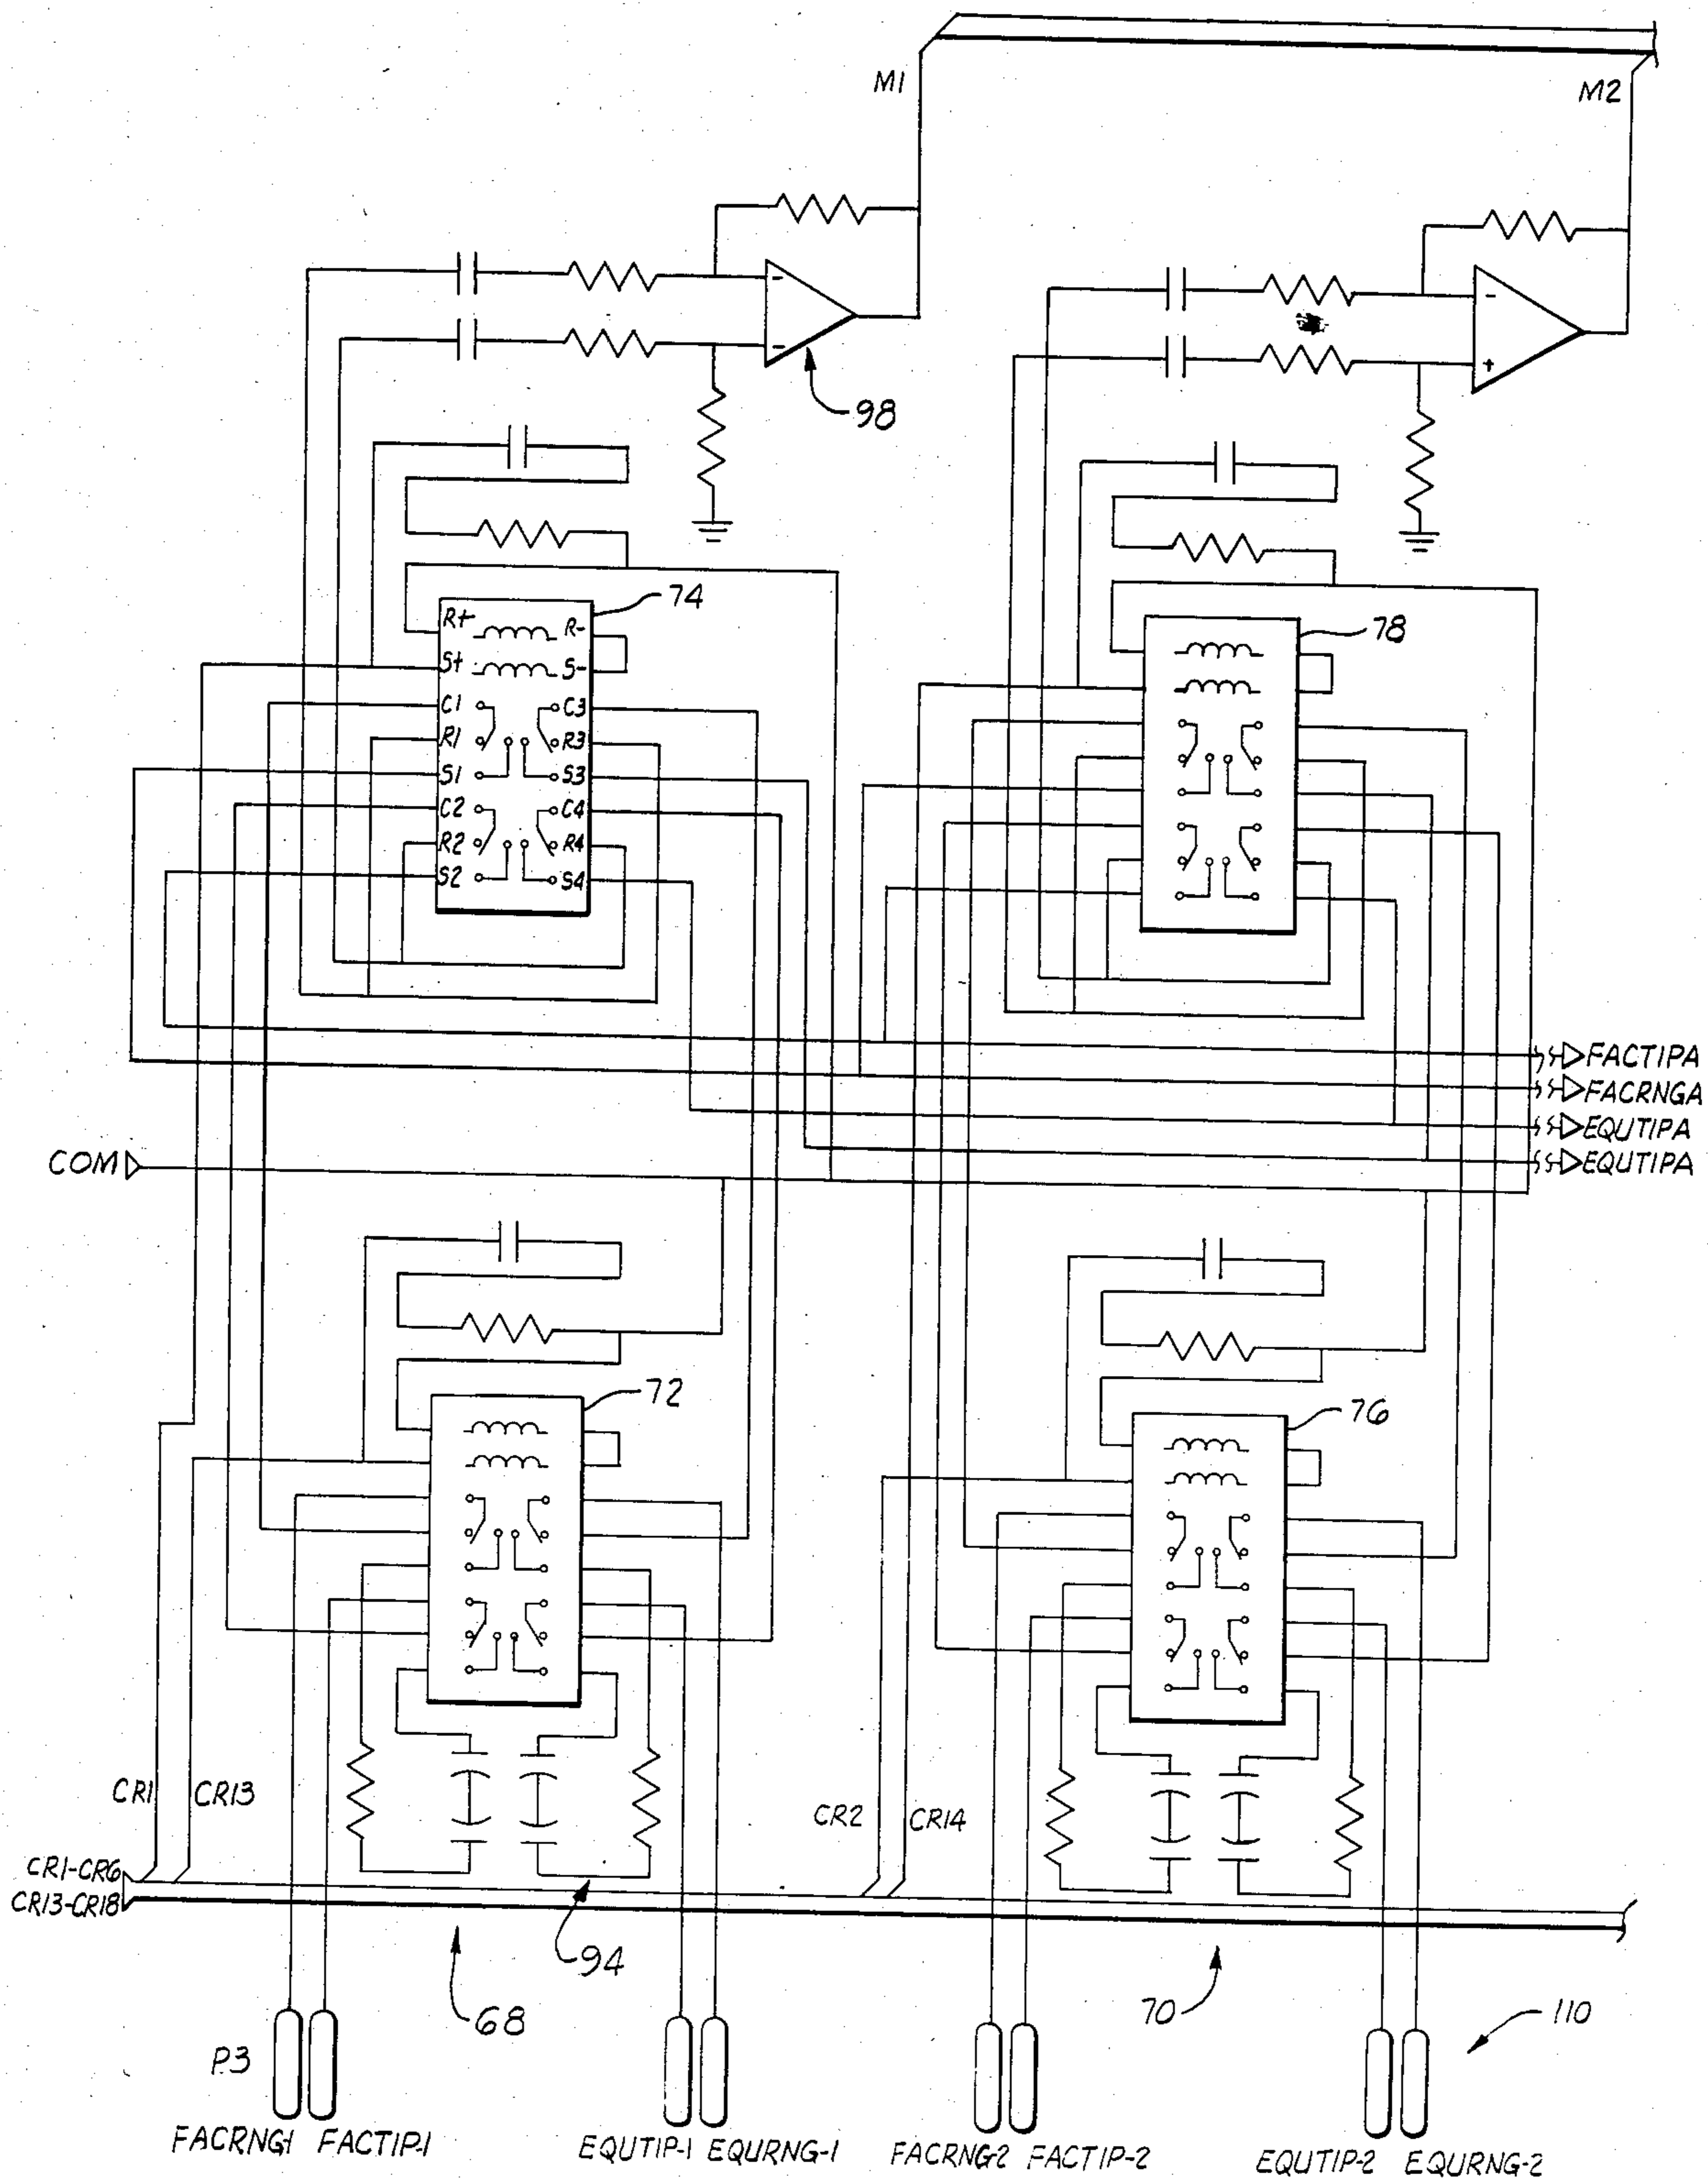 M1
M2
-
-
-
+
98
74
78
R+ R-
S+ S-
C1 C3
R1 R3
S1 S3
C2 C4
R2 R4
S2 S4
FACTIPA
FACRNGA
EQUTIPA
EQUTIPA
COM
72
76
CR1 CR13
CR2 CR14
CR1-CR6
CR13-CR18
94
68
70
110
P3
FACRNG-1 FACTIP-1
EQUTIP-1 EQURNG-1
FACRNG-2 FACTIP-2
EQUTIP-2 EQURNG-2